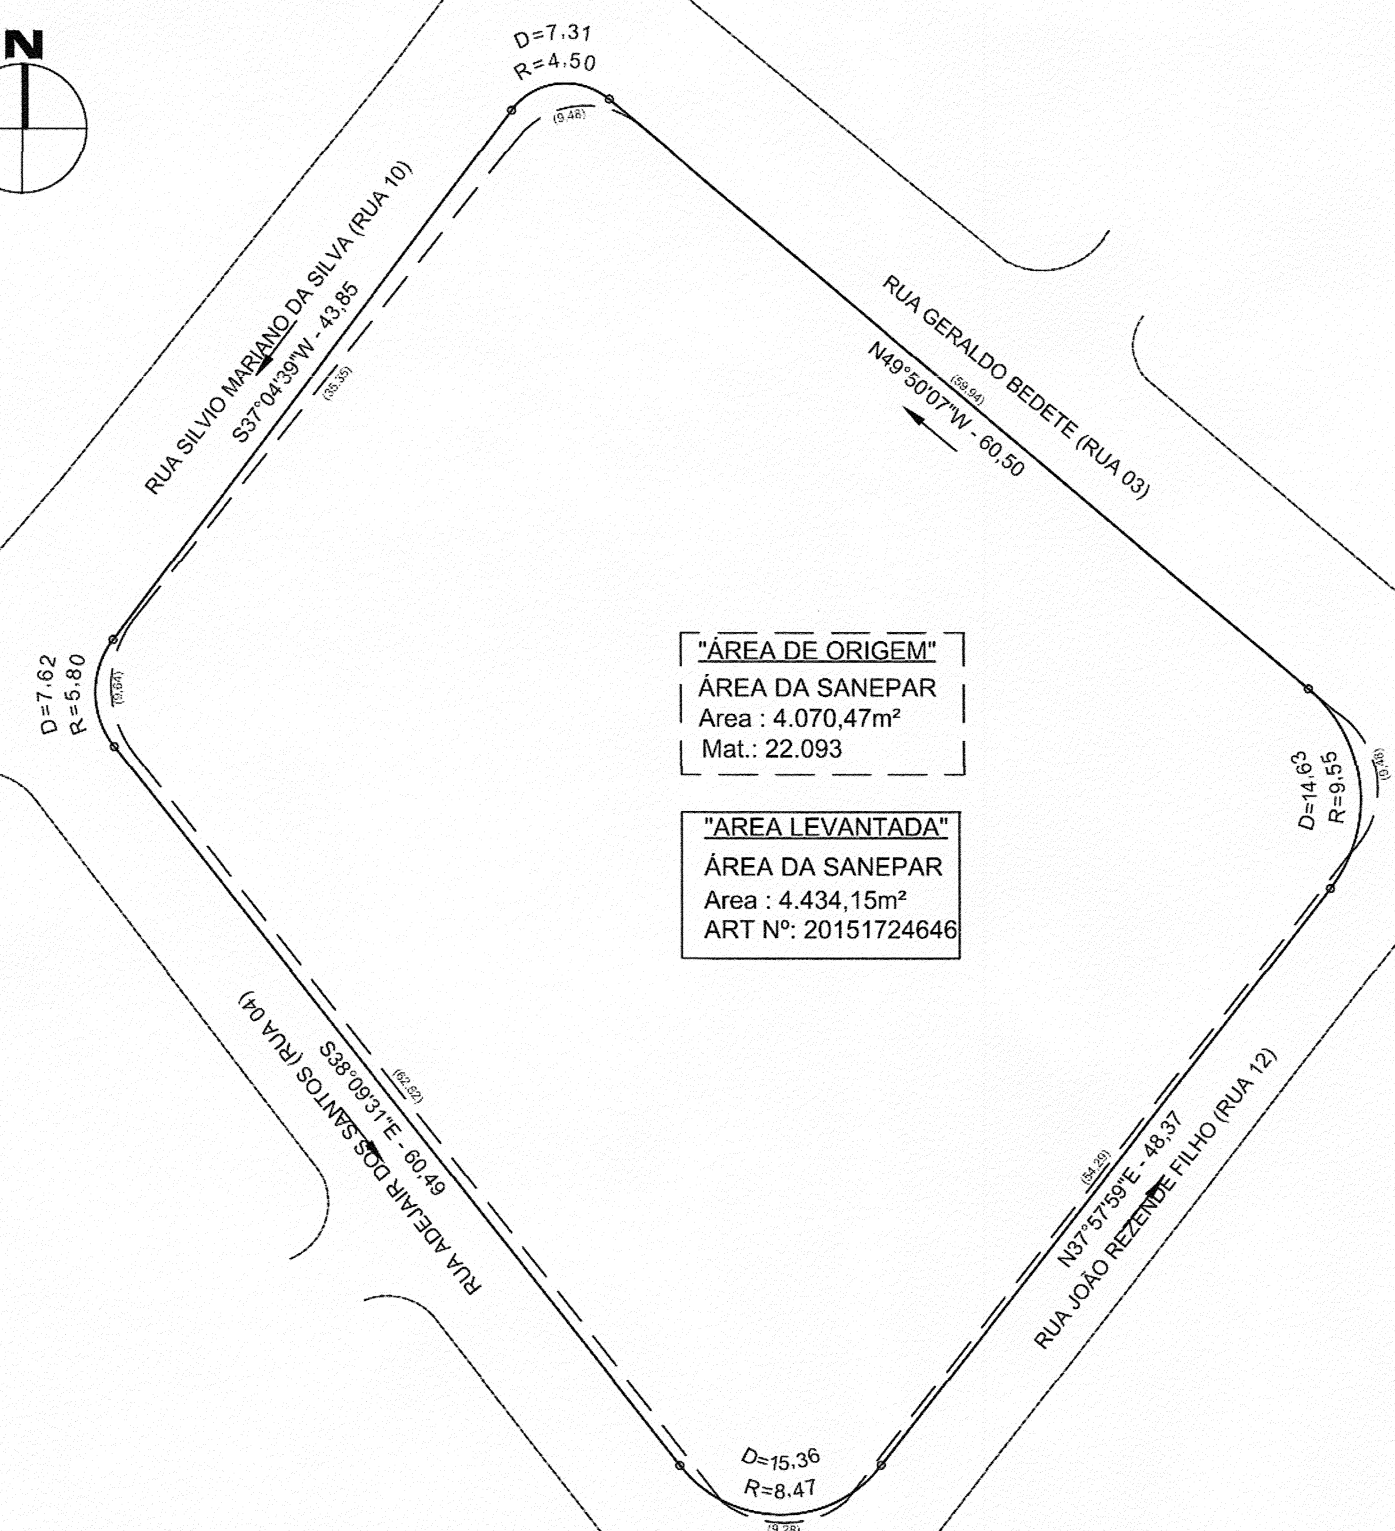 N
D=7,31
R=4,50
(9,48)
RUA SILVIO MARIANO DA SILVA (RUA 10)
S37°04'39"W - 43,85
(35,35)
RUA GERALDO BEDETE (RUA 03)
(59,94)
N49°50'07"W - 60,50
D=7,62
R=5,80
(9,64)
"ÁREA DE ORIGEM"
ÁREA DA SANEPAR
Area : 4.070,47m²
Mat.: 22.093
"AREA LEVANTADA"
ÁREA DA SANEPAR
Area : 4.434,15m²
ART Nº: 20151724646
D=14,63
R=9,55
(9,48)
(62,62)
S38°09'31"E - 60,49
RUA ADEJAIR DOS SANTOS (RUA 04)
(54,29)
N37°57'59"E - 48,37
RUA JOÃO REZENDE FILHO (RUA 12)
D=15,36
R=8,47
(9,28)